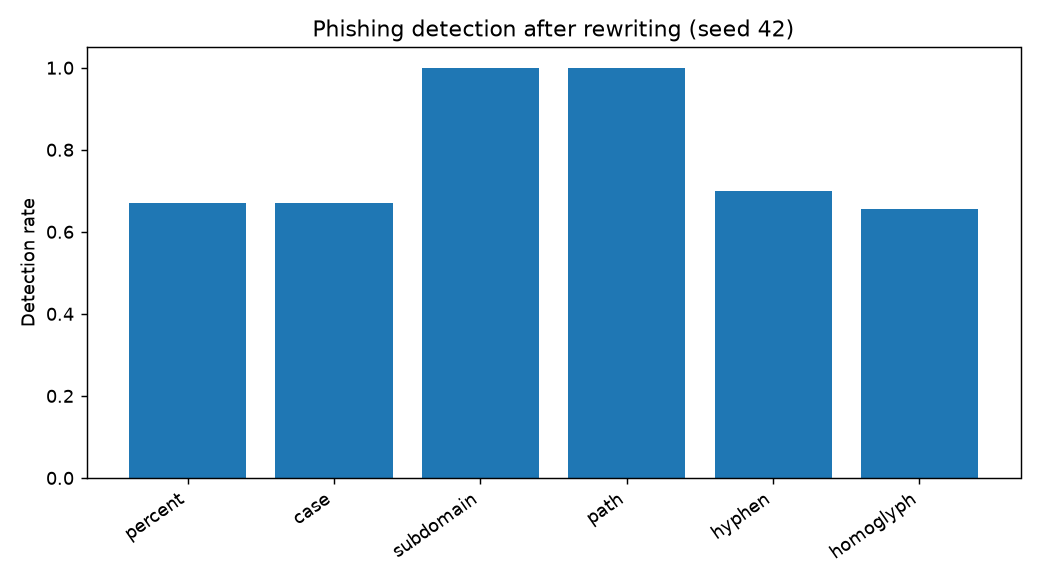 Phishing detection after rewriting (seed 42)
Detection rate
1.0
0.8
0.6
0.4
0.2
0.0
percent
case
subdomain
path
hyphen
homoglyph